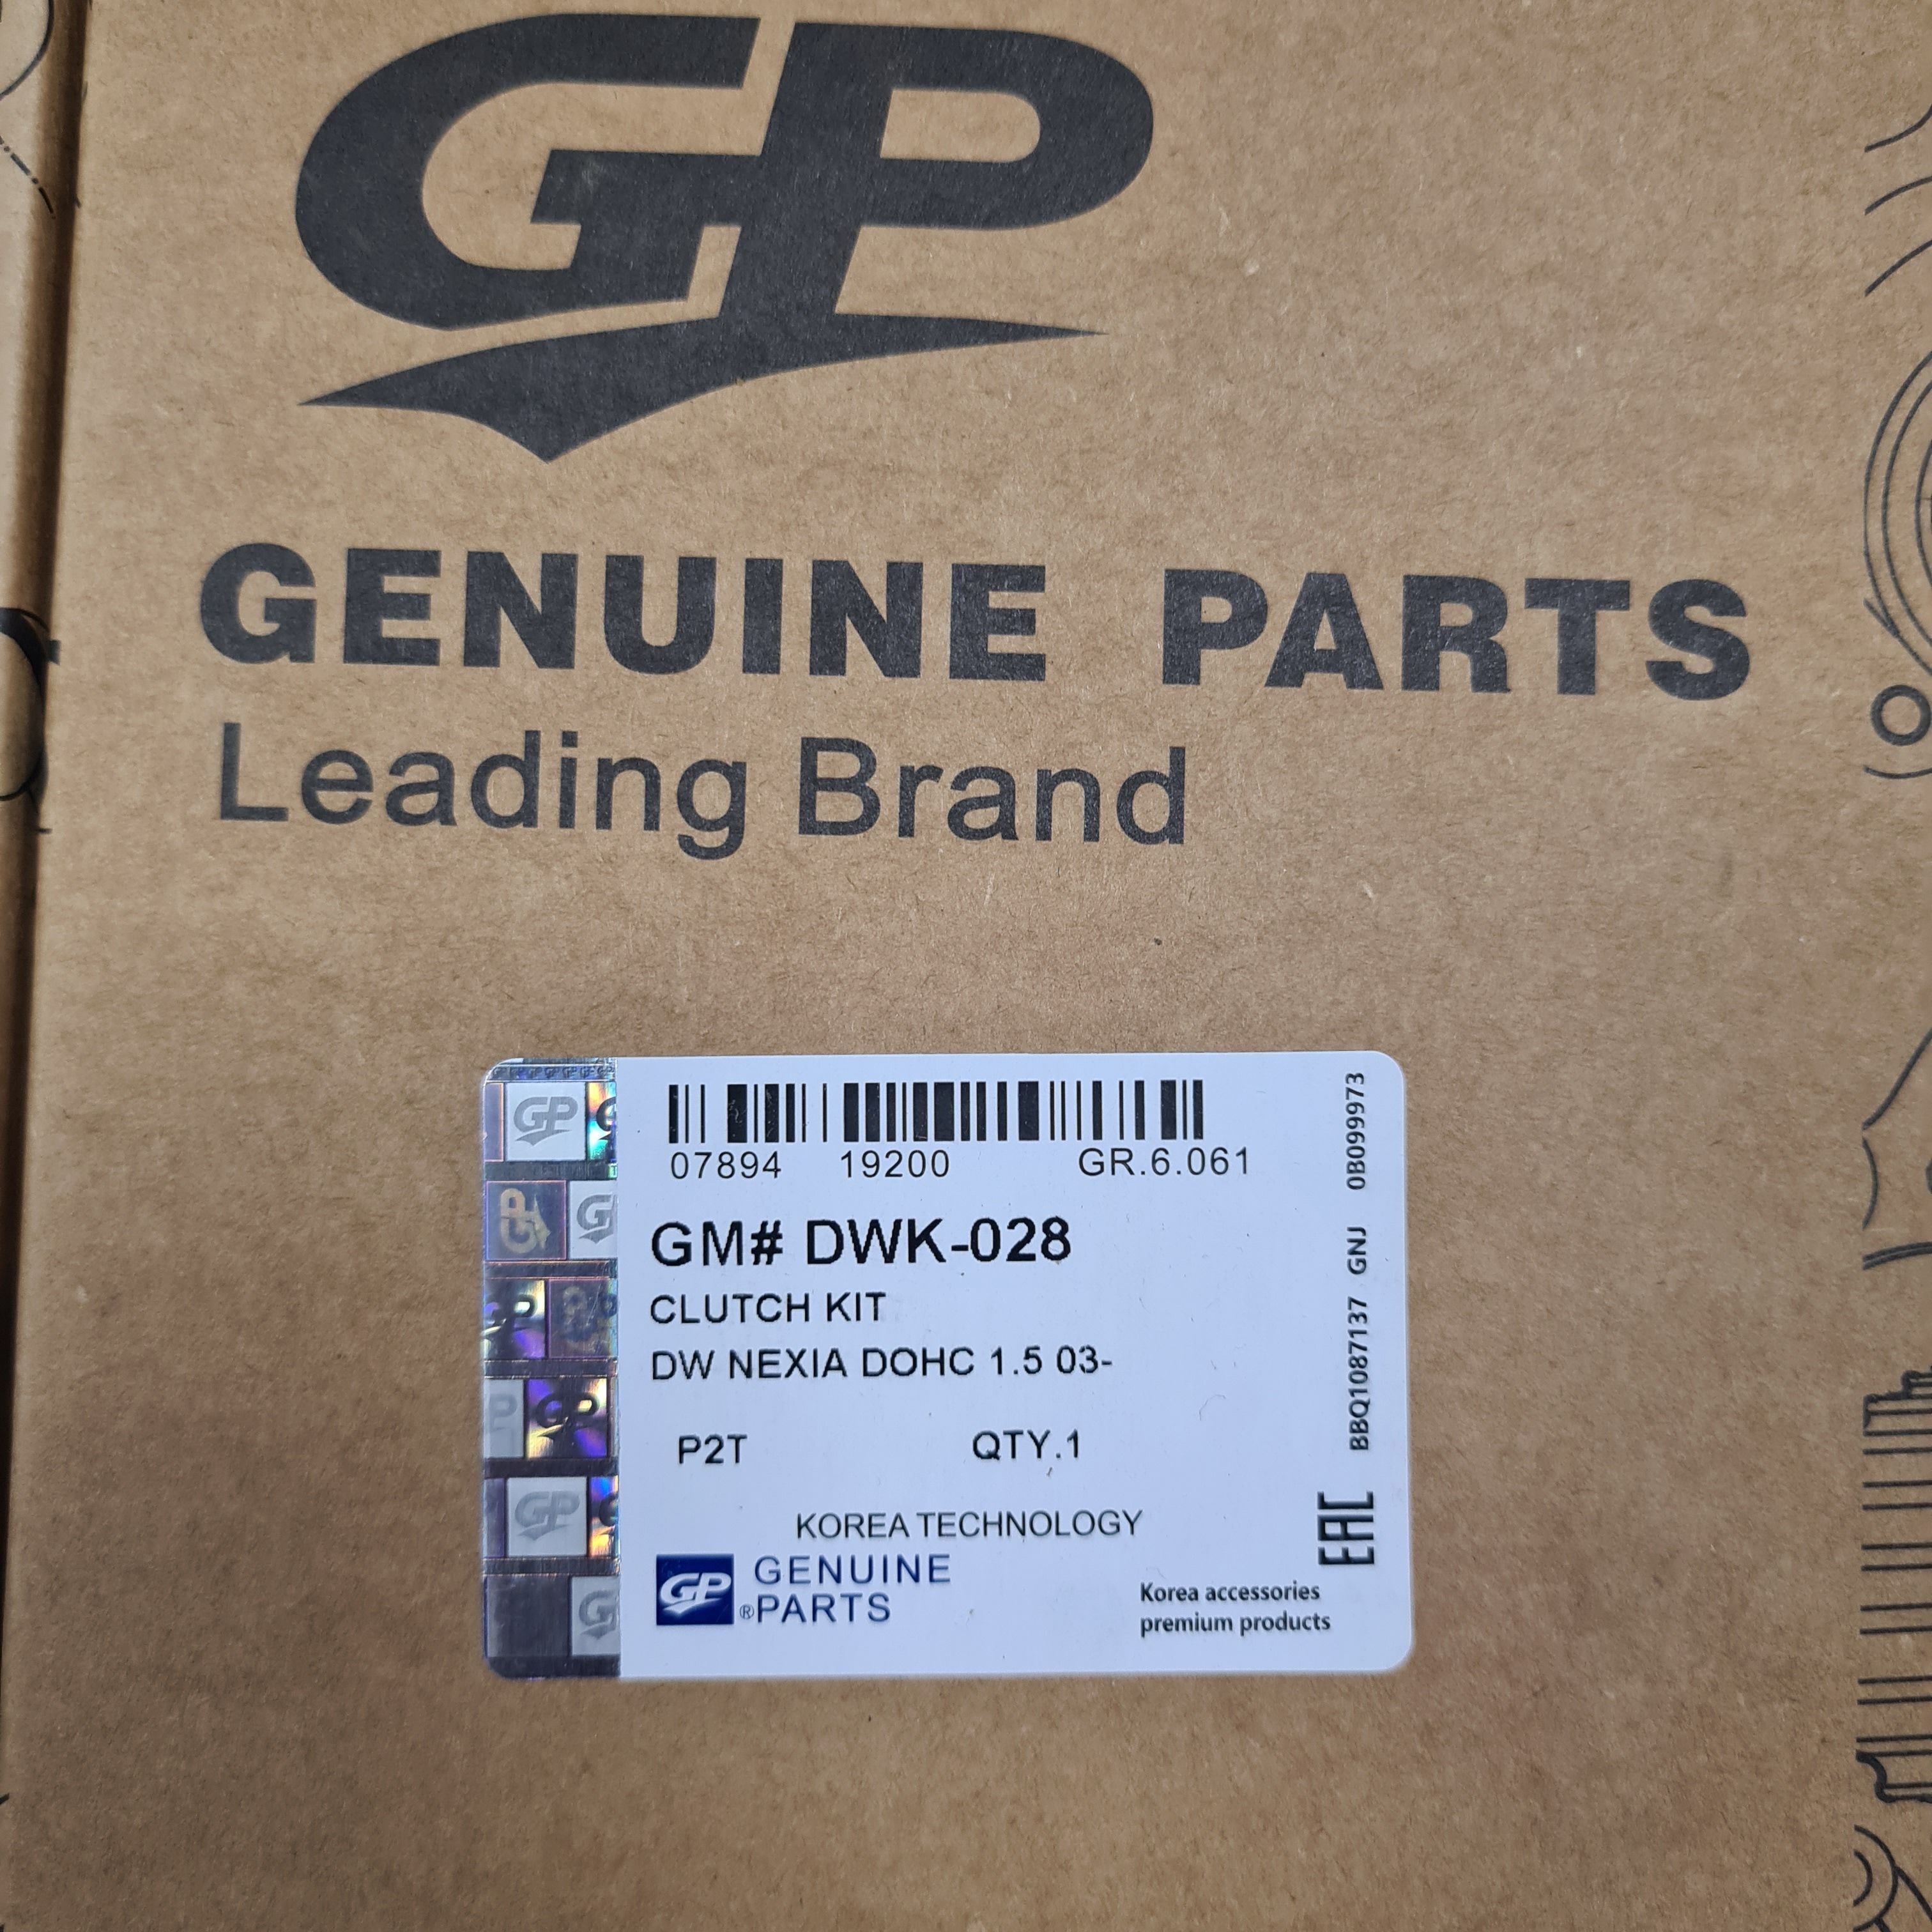 GP
GENUINE PARTS
Leading Brand
07894 19200 GR.6.061
GM# DWK-028
CLUTCH KIT
DW NEXIA DOHC 1.5 03-
P2T QTY.1
KOREA TECHNOLOGY
GP
® GENUINE
PARTS
Korea accessories
premium products
EAC
BBQ1087137 GNJ 0B099973